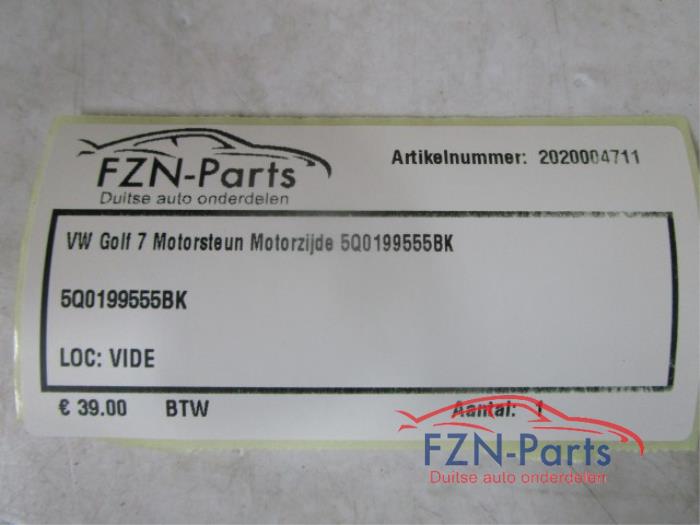 FZN-Parts
Duitse auto onderdelen
Artikelnummer: 2020004711
VW Golf 7 Motorsteun Motorzijde 5Q0199555BK
5Q0199555BK
LOC: VIDE
€ 39.00 BTW Aantal: 1
FZN-Parts
Duitse auto onderdelen